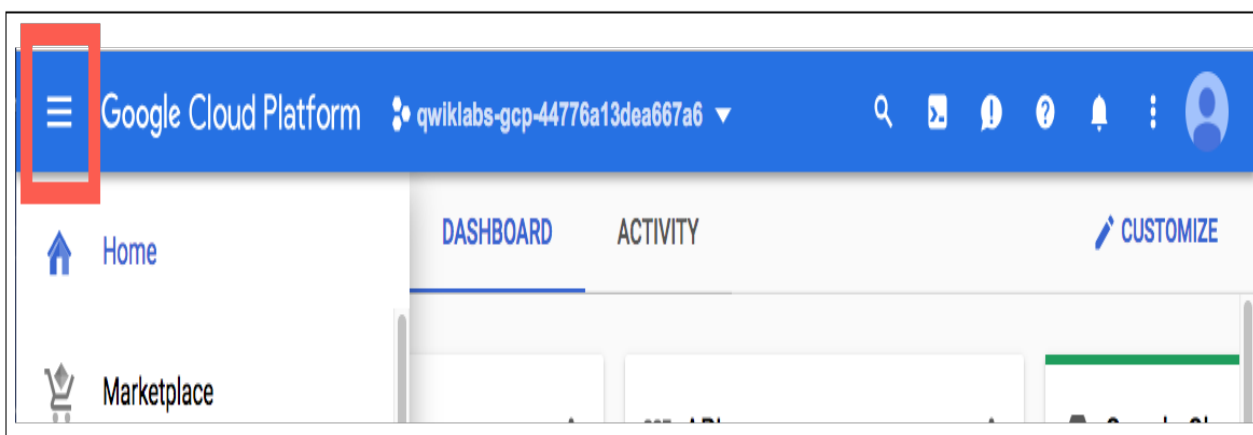 Google Cloud Platform qwiklabs-gcp-44776a13dea667a6
Home
DASHBOARD ACTIVITY CUSTOMIZE
Marketplace